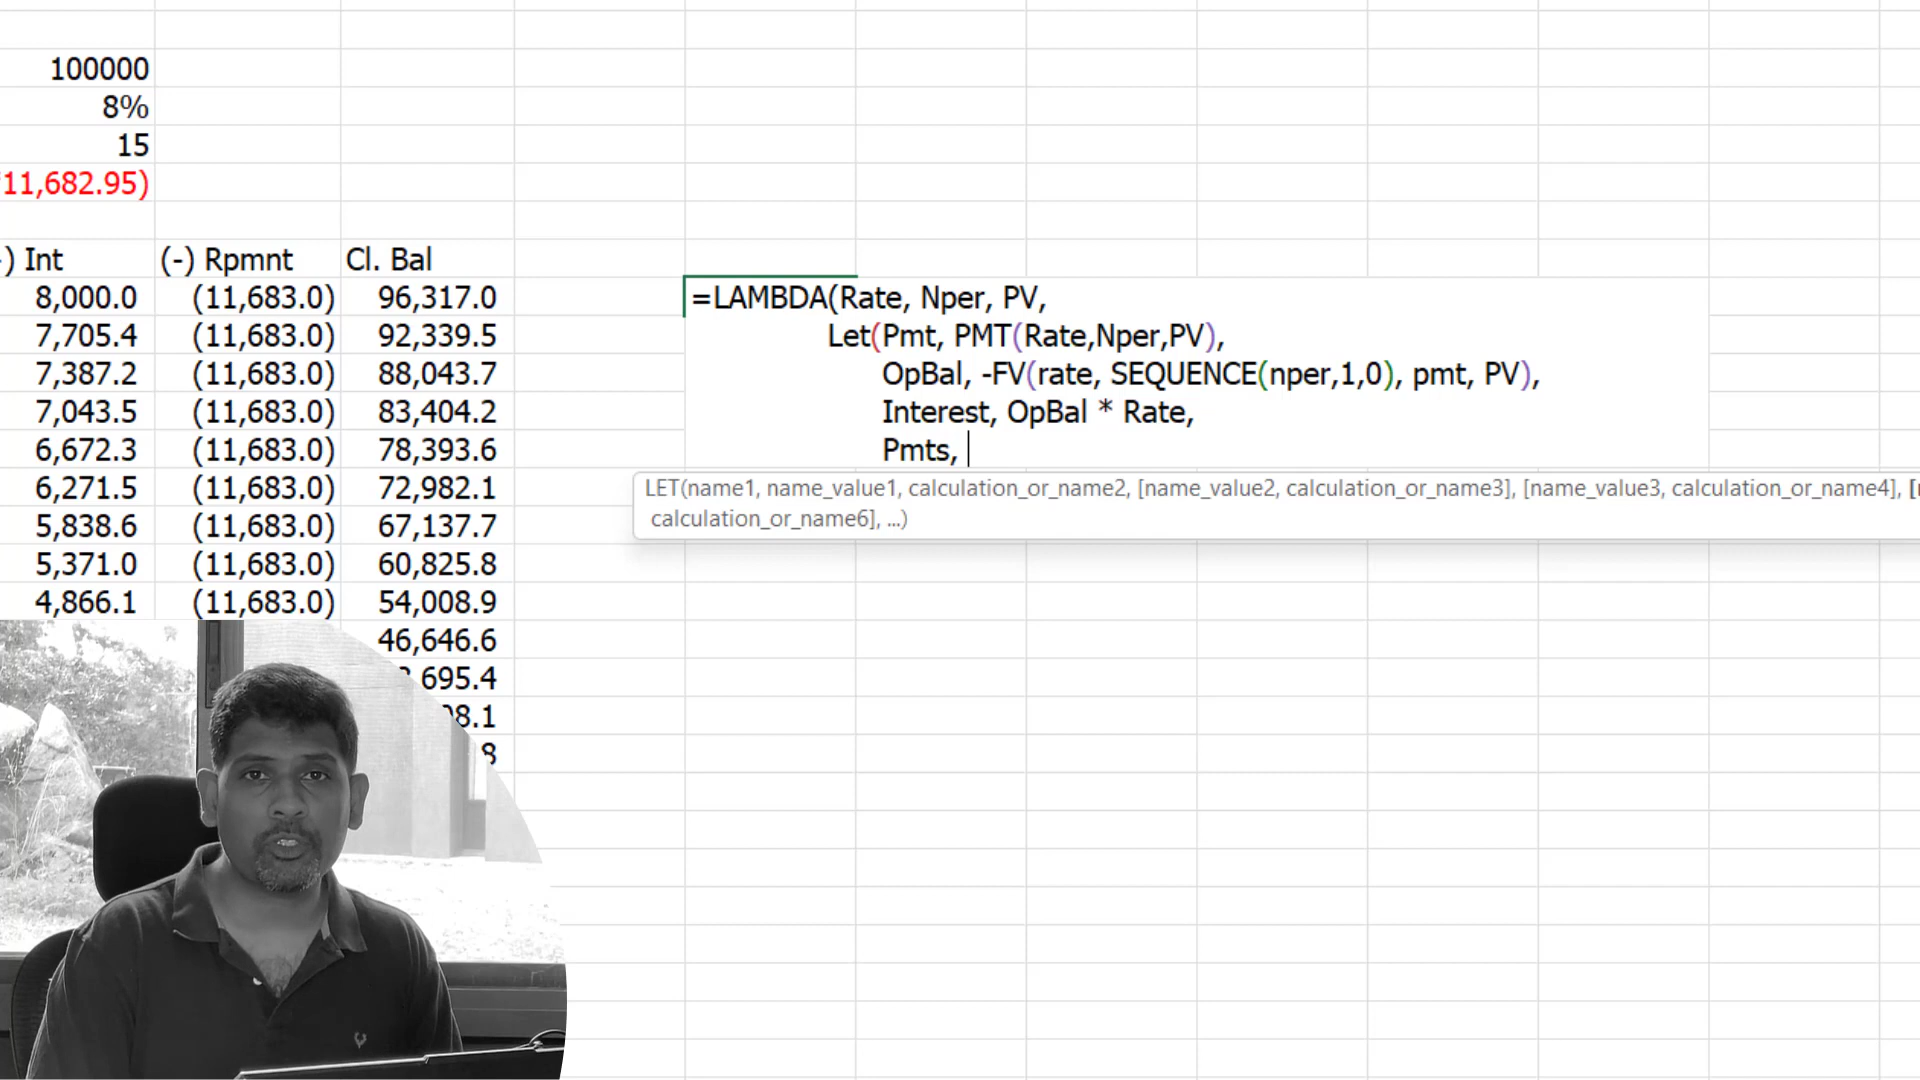 100000
8%
15
11,682.95)
) Int (-) Rpmnt Cl. Bal
8,000.0 (11,683.0) 96,317.0
7,705.4 (11,683.0) 92,339.5
7,387.2 (11,683.0) 88,043.7
7,043.5 (11,683.0) 83,404.2
6,672.3 (11,683.0) 78,393.6
6,271.5 (11,683.0) 72,982.1
5,838.6 (11,683.0) 67,137.7
5,371.0 (11,683.0) 60,825.8
4,866.1 (11,683.0) 54,008.9
46,646.6
695.4
8.1
8
=LAMBDA(Rate, Nper, PV,
Let(Pmt, PMT(Rate,Nper,PV),
OpBal, -FV(rate, SEQUENCE(nper,1,0), pmt, PV),
Interest, OpBal * Rate,
Pmts,
LET(name1, name_value1, calculation_or_name2, [name_value2, calculation_or_name3], [name_value3, calculation_or_name4], [
calculation_or_name6], ...)